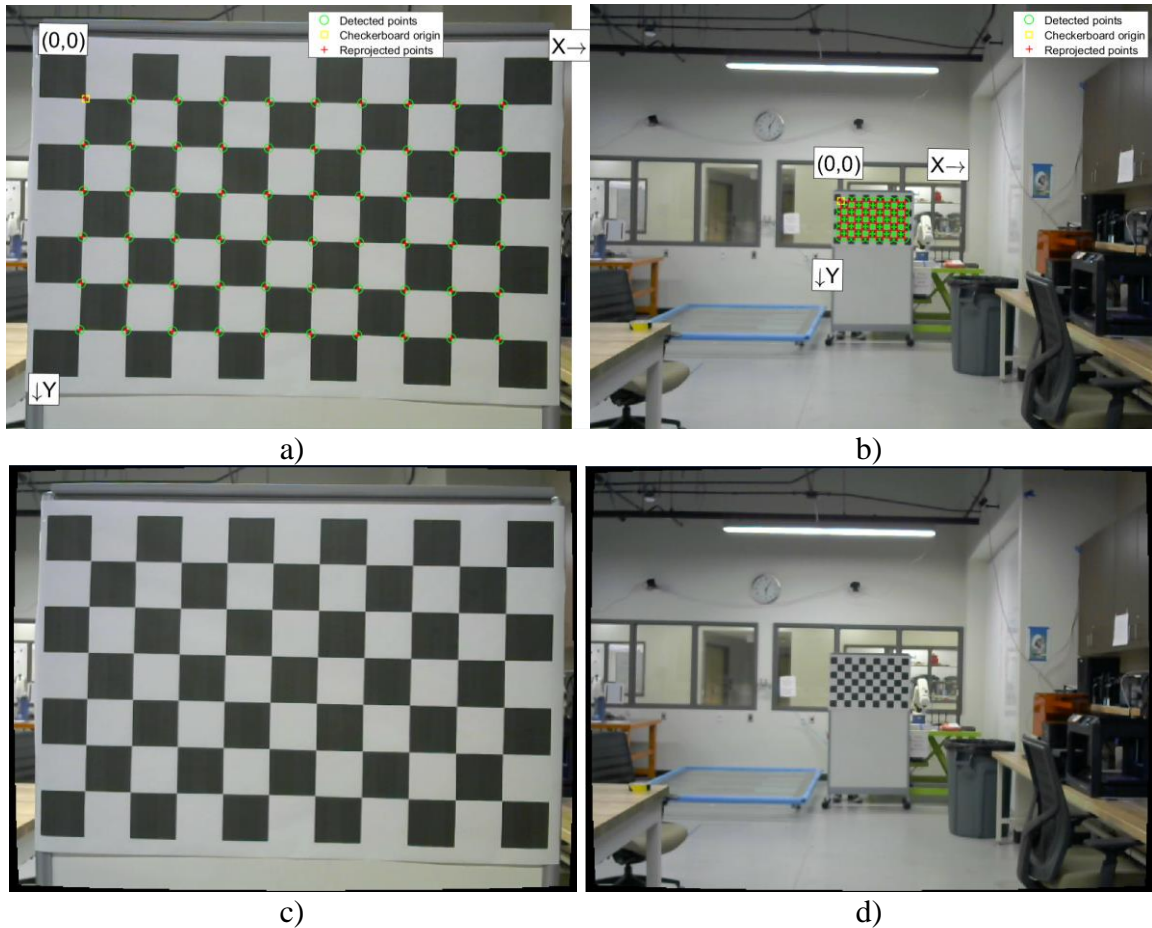 (0,0)
Detected points
Checkerboard origin
Reprojected points
X→
↓Y
a)
Detected points
Checkerboard origin
Reprojected points
(0,0)
X→
↓Y
b)
c)
d)